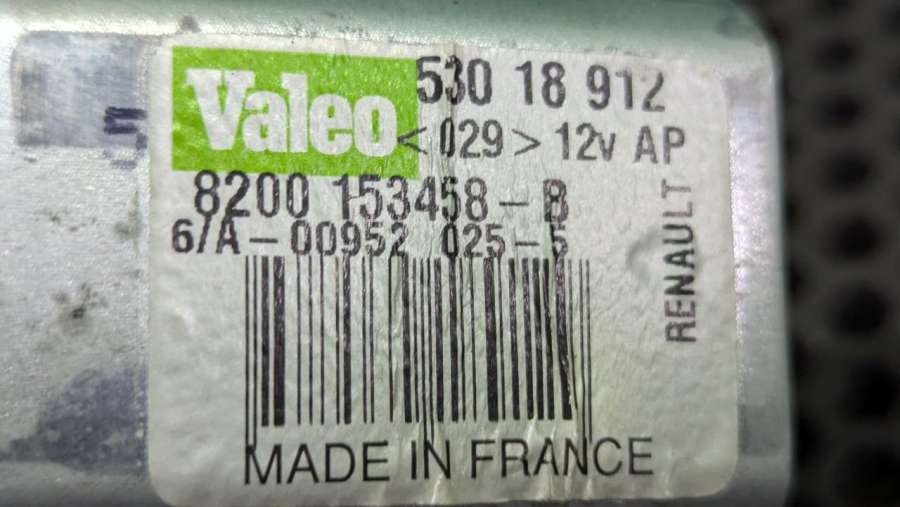 Valeo
530 18 912
< 029 > 12v AP
8200 153458-B
6/A-00952 025-5
RENAULT
MADE IN FRANCE